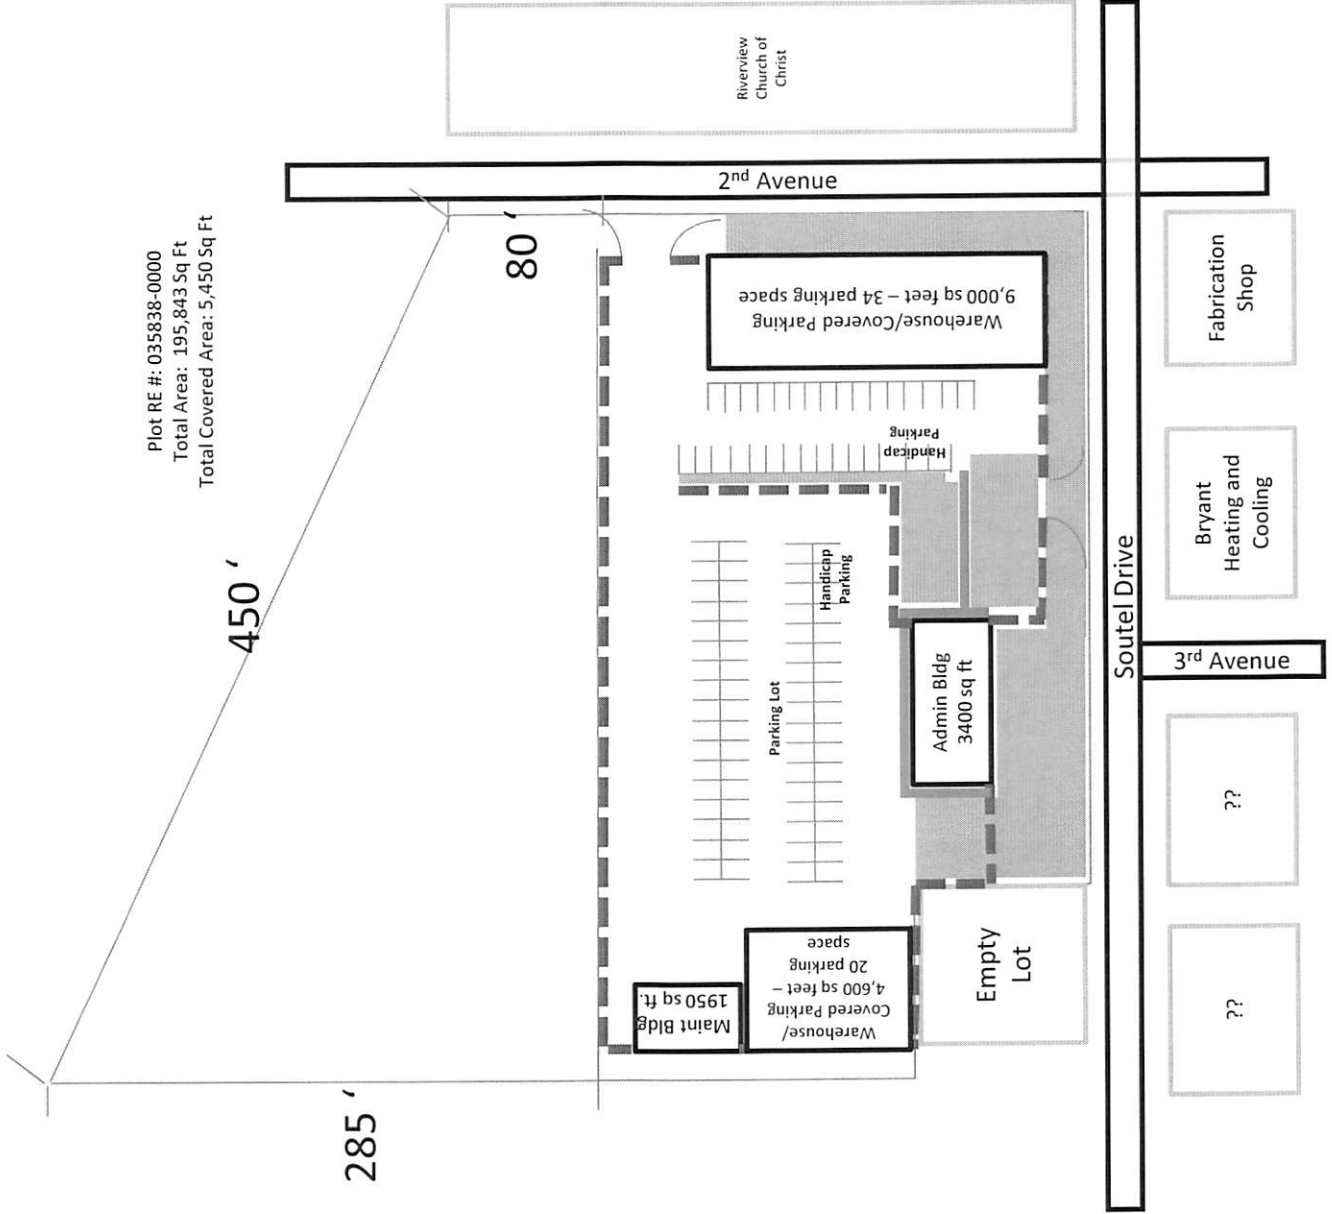 Plot RE #: 035838-0000
Total Area: 195,843 Sq Ft
Total Covered Area: 5,450 Sq Ft
450 ‘
285 ‘
80 ‘
Riverview
Church of
Christ
2nd Avenue
Warehouse/Covered Parking
9,000 sq feet – 34 parking space
Handicap
Parking
Handicap
Parking
Parking Lot
Admin Bldg
3400 sq ft
Maint Bldg
1950 sq ft.
Warehouse/
Covered Parking
4,600 sq feet –
20 parking
space
Empty
Lot
Soutel Drive
3rd Avenue
Fabrication
Shop
Bryant
Heating and
Cooling
??
??